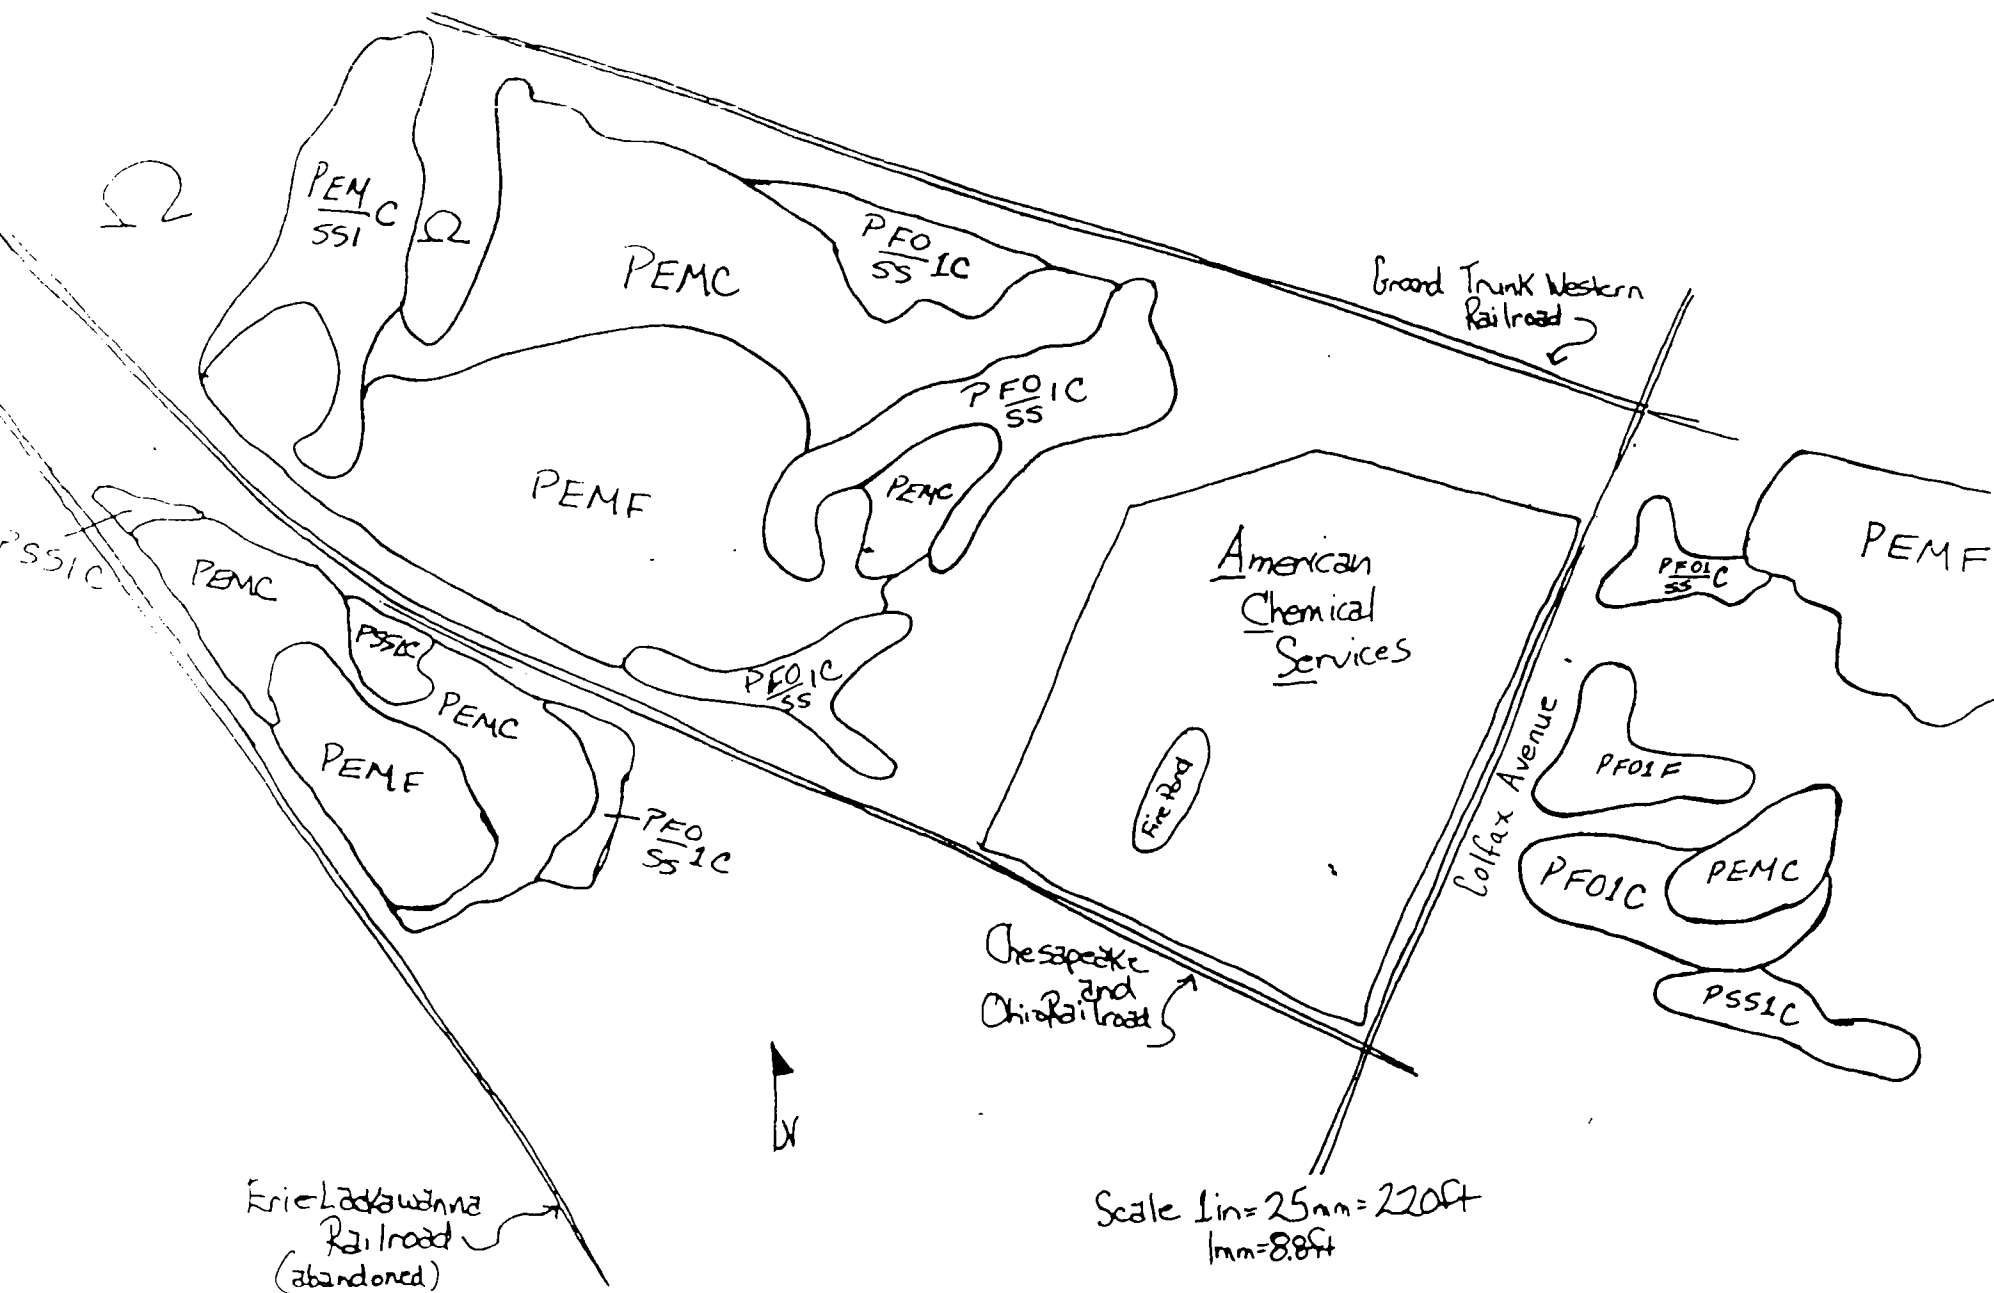 Ω
PEM
SS1 C
Ω
PEMC
PFO
SS 1C
Grand Trunk Western
Railroad
PFO 1C
SS
PEMC
PEMF
PEMF
PFO1 C
SS
American
Chemical
Services
PSS1C
PEMC
PSS1C
PEMC
PEMF
PFO 1C
SS
PFO
SS 1C
Fire Pond
Colfax Avenue
PFO1F
PFO1C
PEMC
PSS1C
Chesapeake
and
Ohio Railroad
N
Erie Lackawanna
Railroad
(abandoned)
Scale 1in=25mm=220ft
1mm=8.8ft